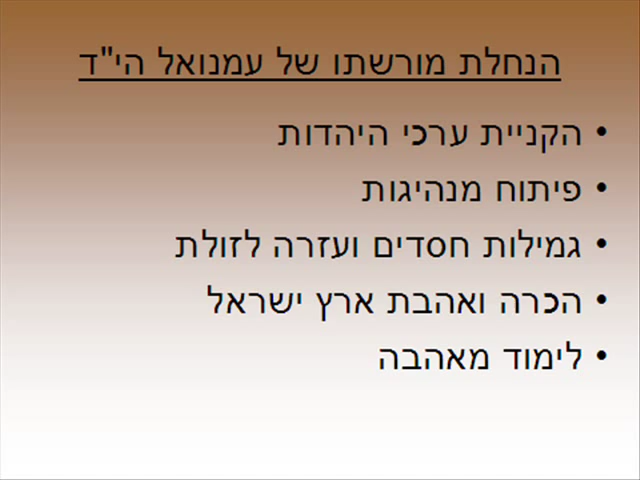 הנחלת מורשתו של עמנואל הי"ד
• הקניית ערכי היהדות
• פיתוח מנהיגות
• גמילות חסדים ועזרה לזולת
• הכרה ואהבת ארץ ישראל
• לימוד מאהבה